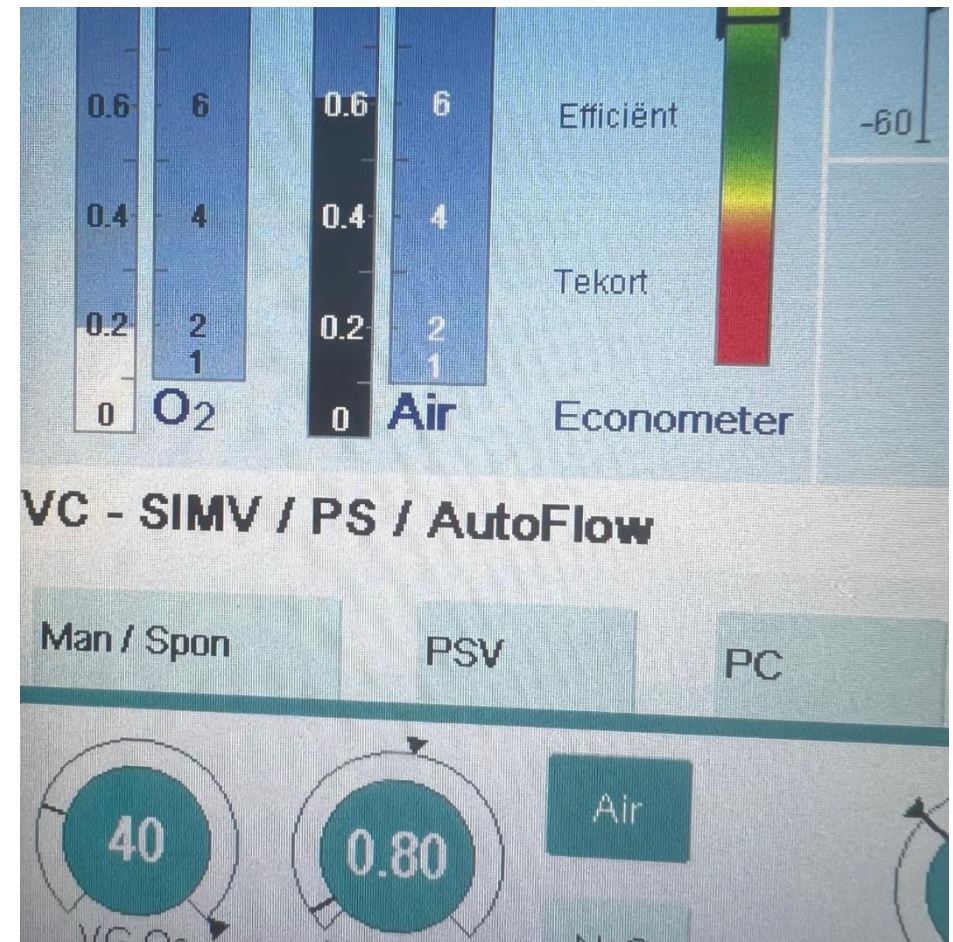 0.6 6 0.6 6 Efficiënt -60
0.4 4 0.4 4
Tekort
0.2 2 0.2 2
1 1
0 O2 0 Air Econometer
VC - SIMV / PS / AutoFlow
Man / Spon PSV PC
40 0.80 Air